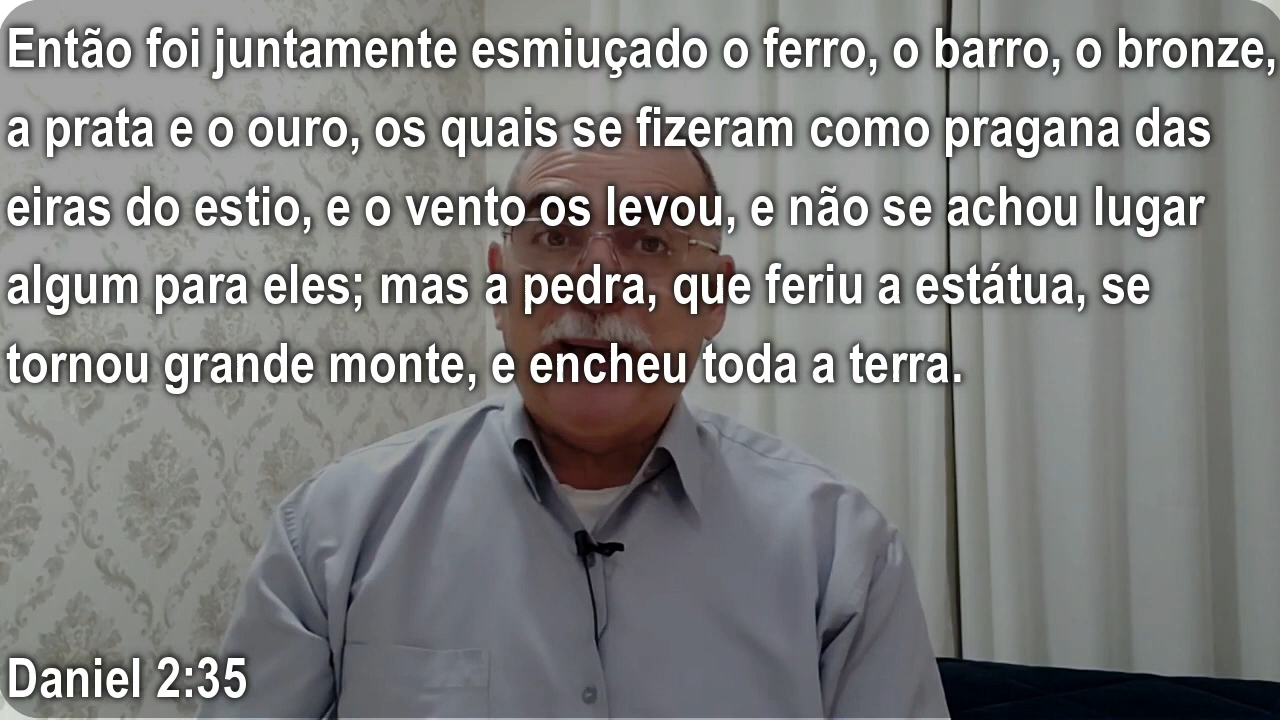 Então foi juntamente esmiuçado o ferro, o barro, o bronze,
a prata e o ouro, os quais se fizeram como pragana das
eiras do estio, e o vento os levou, e não se achou lugar
algum para eles; mas a pedra, que feriu a estátua, se
tornou grande monte, e encheu toda a terra.
Daniel 2:35